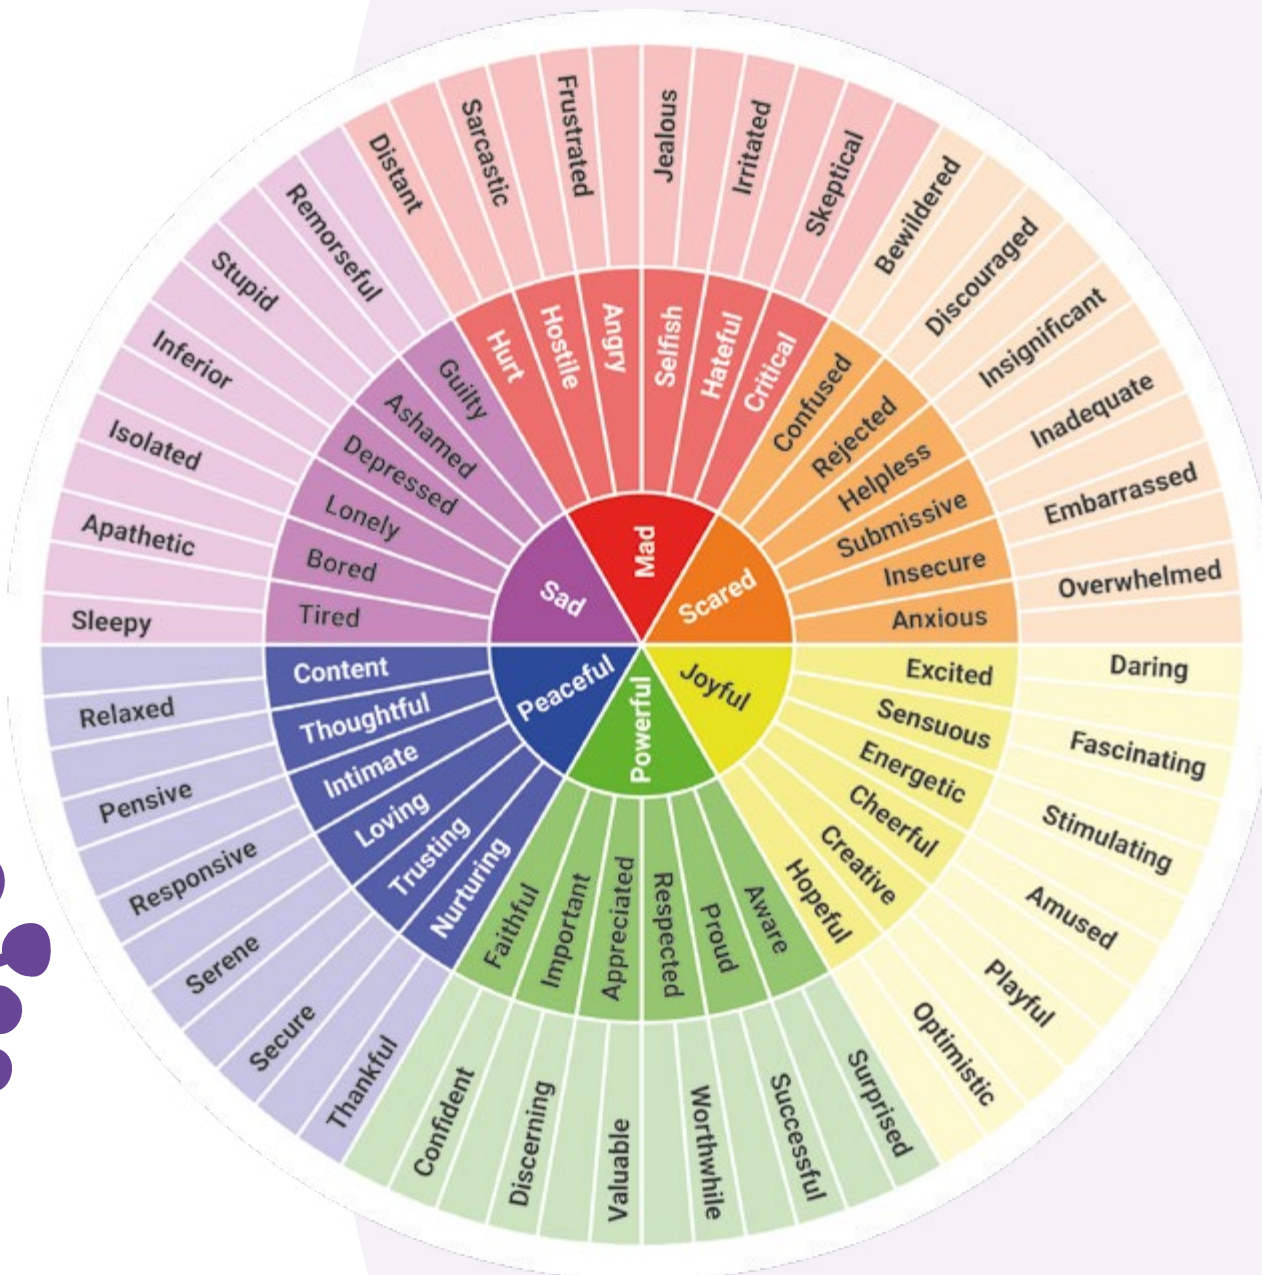 Mad
Scared
Joyful
Powerful
Peaceful
Sad
Hurt
Hostile
Angry
Selfish
Hateful
Critical
Confused
Rejected
Helpless
Submissive
Insecure
Anxious
Excited
Sensuous
Energetic
Cheerful
Creative
Hopeful
Aware
Proud
Respected
Appreciated
Important
Faithful
Nurturing
Trusting
Loving
Intimate
Thoughtful
Content
Tired
Bored
Lonely
Depressed
Ashamed
Guilty
Distant
Sarcastic
Frustrated
Jealous
Irritated
Skeptical
Bewildered
Discouraged
Insignificant
Inadequate
Embarrassed
Overwhelmed
Daring
Fascinating
Stimulating
Amused
Playful
Optimistic
Surprised
Successful
Worthwhile
Valuable
Discerning
Confident
Thankful
Secure
Serene
Responsive
Pensive
Relaxed
Sleepy
Apathetic
Isolated
Inferior
Stupid
Remorseful